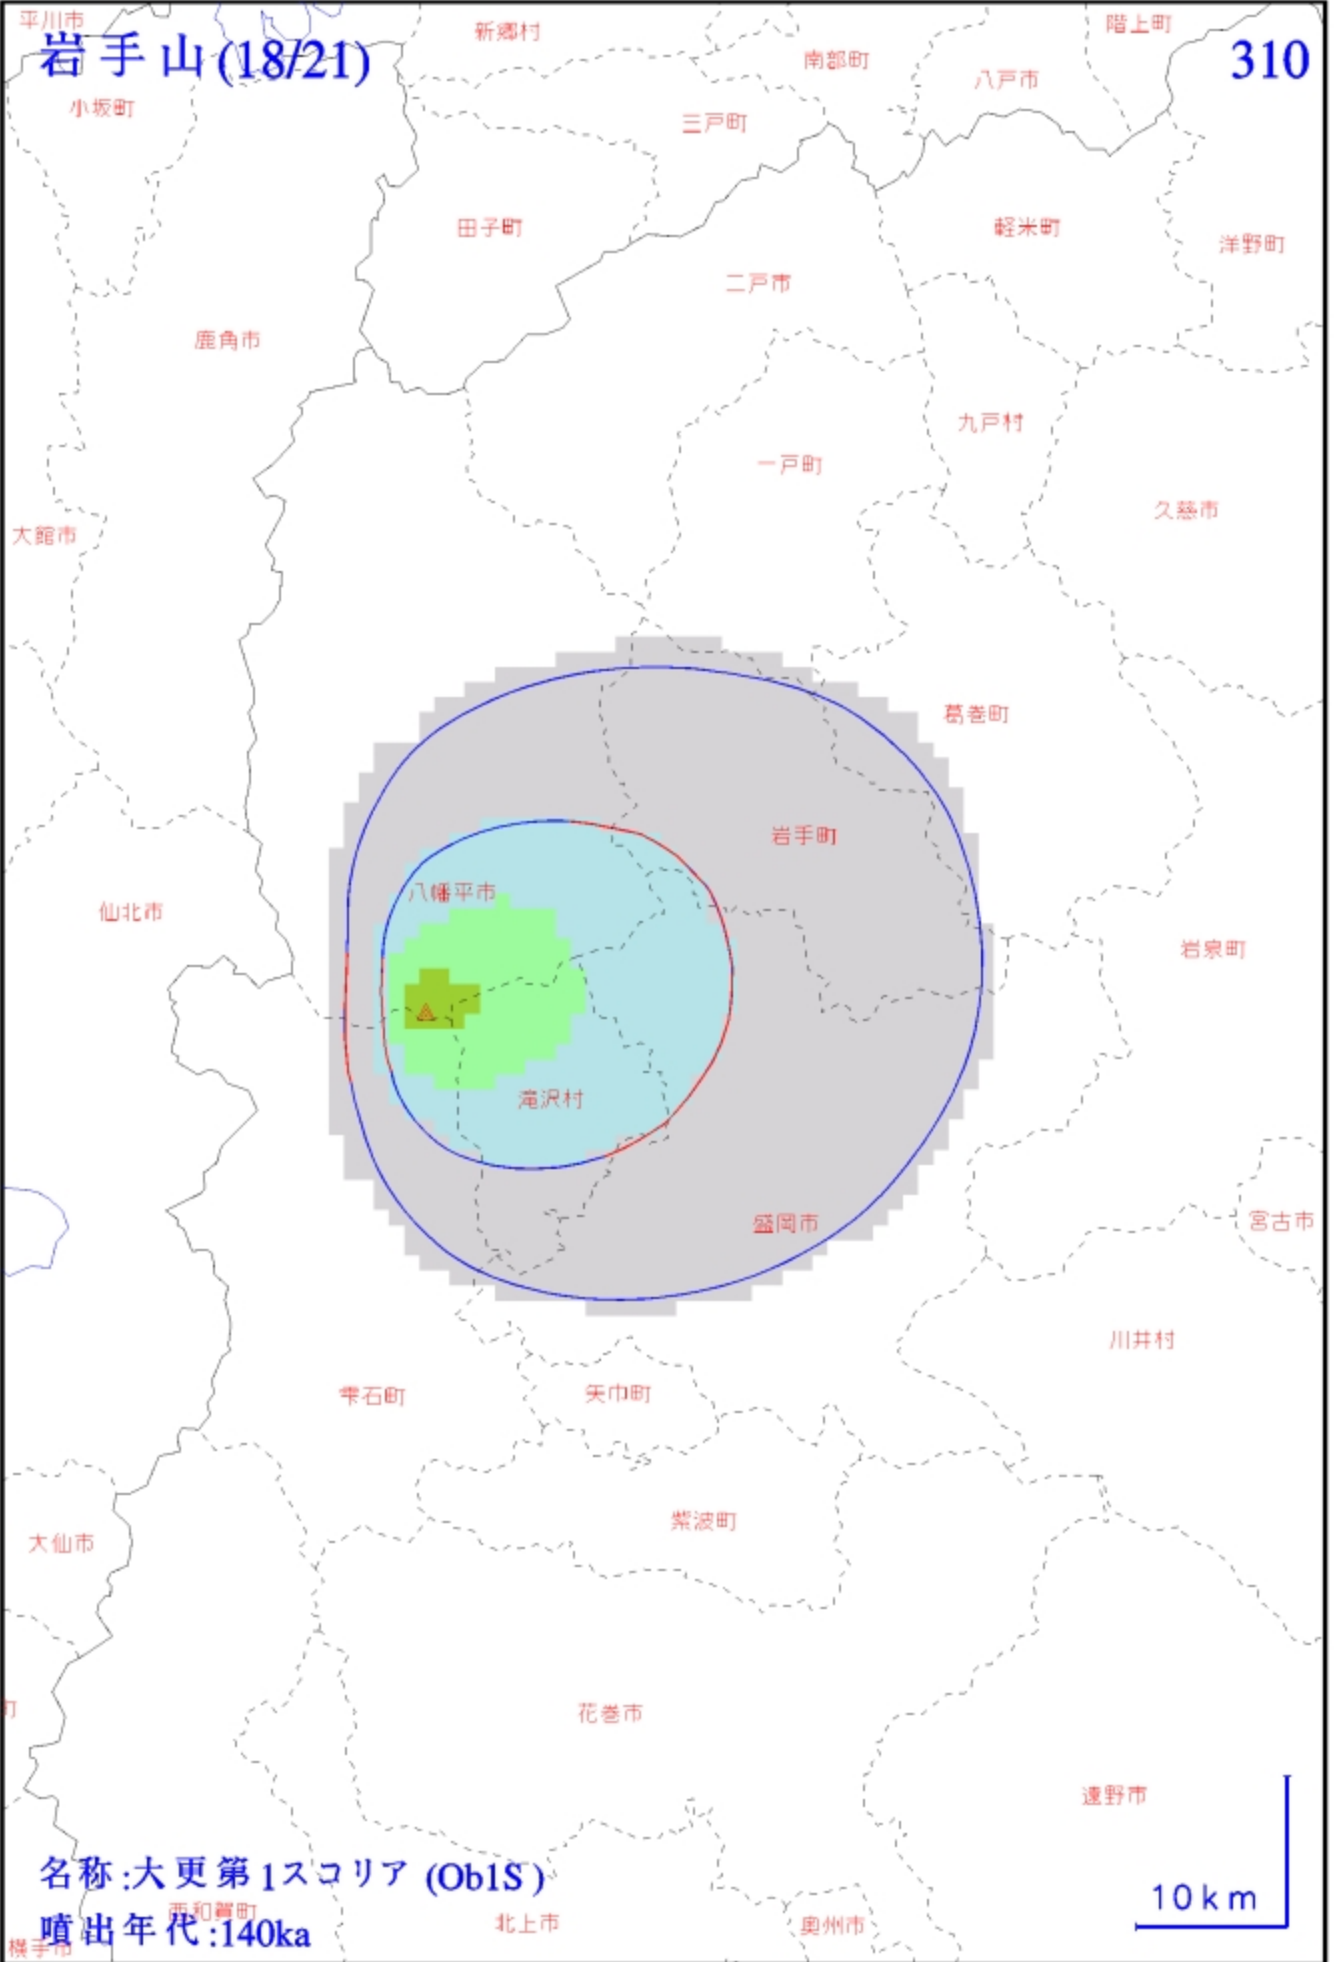 平川市
新郷村
階上町
岩手山(18/21)
310
南部町
八戸市
小坂町
三戸町
田子町
軽米町
洋野町
二戸市
鹿角市
九戸村
一戸町
久慈市
大館市
葛巻町
岩手町
八幡平市
仙北市
岩泉町
滝沢村
盛岡市
宮古市
川井村
雫石町
矢巾町
紫波町
大仙市
町
花巻市
遠野市
名称:大更第1スコリア (Ob1S)
10km
西和賀町
北上市
奥州市
噴出年代:140ka
横手市